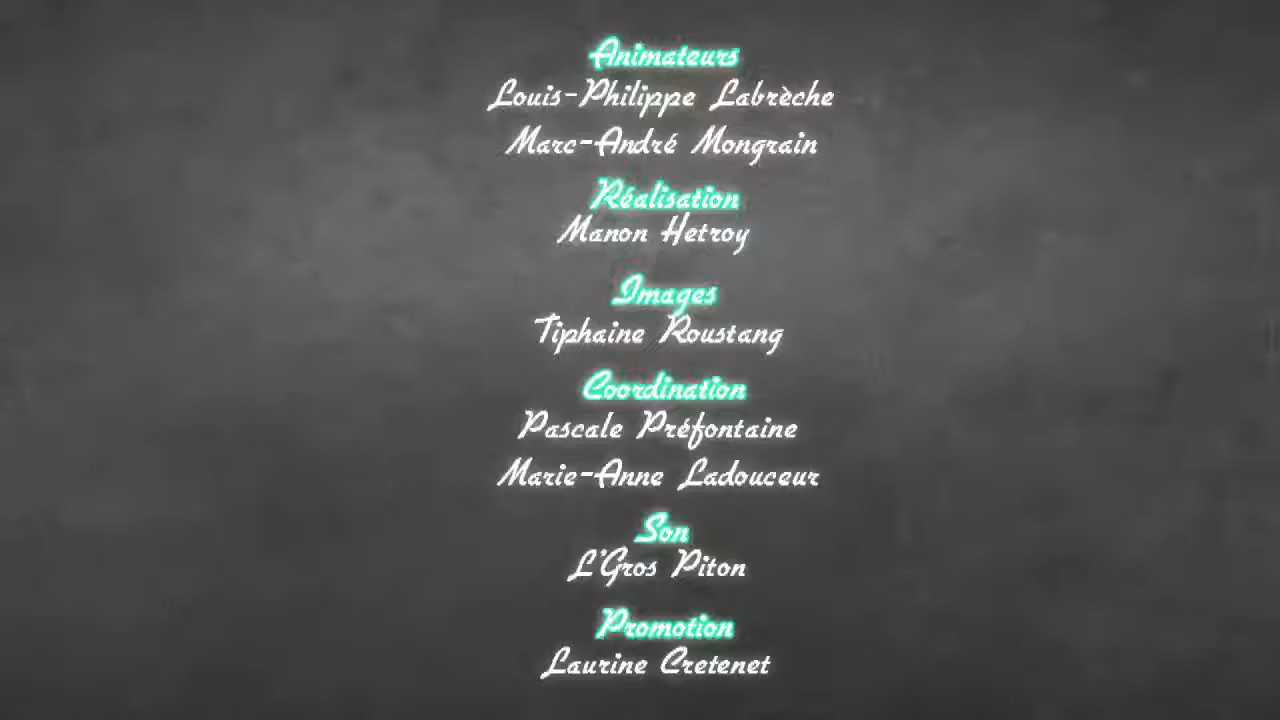 Animateurs
Louis-Philippe Labrèche
Marc-André Mongrain
Réalisation
Manon Hetroy
Images
Tiphaine Roustang
Coordination
Pascale Préfontaine
Marie-Anne Ladouceur
Son
L'Gros Piton
Promotion
Laurine Cretenet